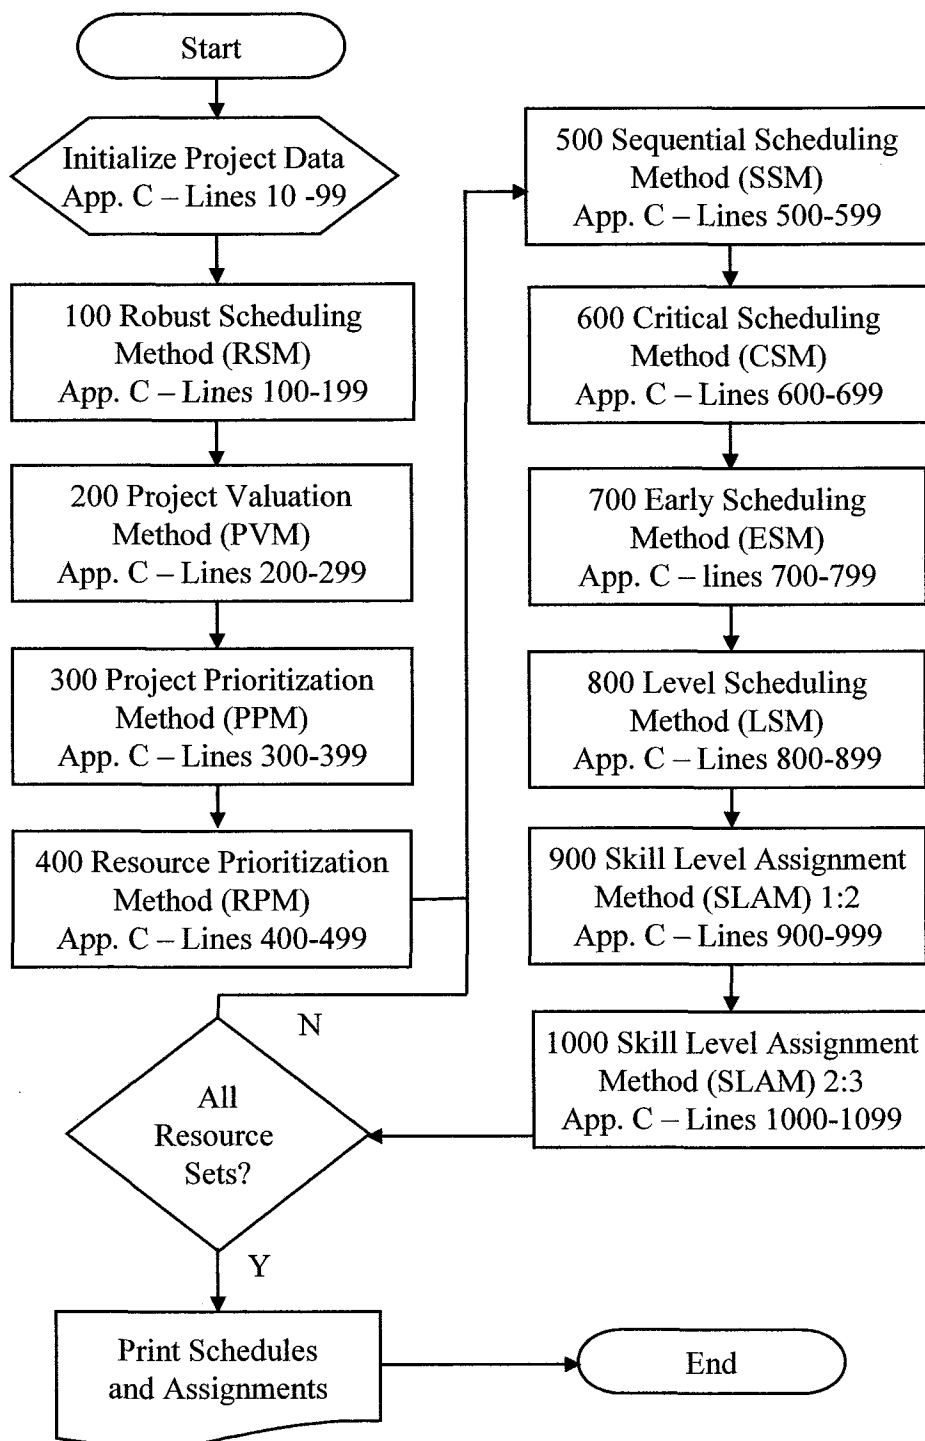 Start
Initialize Project Data
App. C – Lines 10 -99
100 Robust Scheduling
Method (RSM)
App. C – Lines 100-199
200 Project Valuation
Method (PVM)
App. C – Lines 200-299
300 Project Prioritization
Method (PPM)
App. C – Lines 300-399
400 Resource Prioritization
Method (RPM)
App. C – Lines 400-499
500 Sequential Scheduling
Method (SSM)
App. C – Lines 500-599
600 Critical Scheduling
Method (CSM)
App. C – Lines 600-699
700 Early Scheduling
Method (ESM)
App. C – lines 700-799
800 Level Scheduling
Method (LSM)
App. C – Lines 800-899
900 Skill Level Assignment
Method (SLAM) 1:2
App. C – Lines 900-999
1000 Skill Level Assignment
Method (SLAM) 2:3
App. C – Lines 1000-1099
N
All
Resource
Sets?
Y
Print Schedules
and Assignments
End